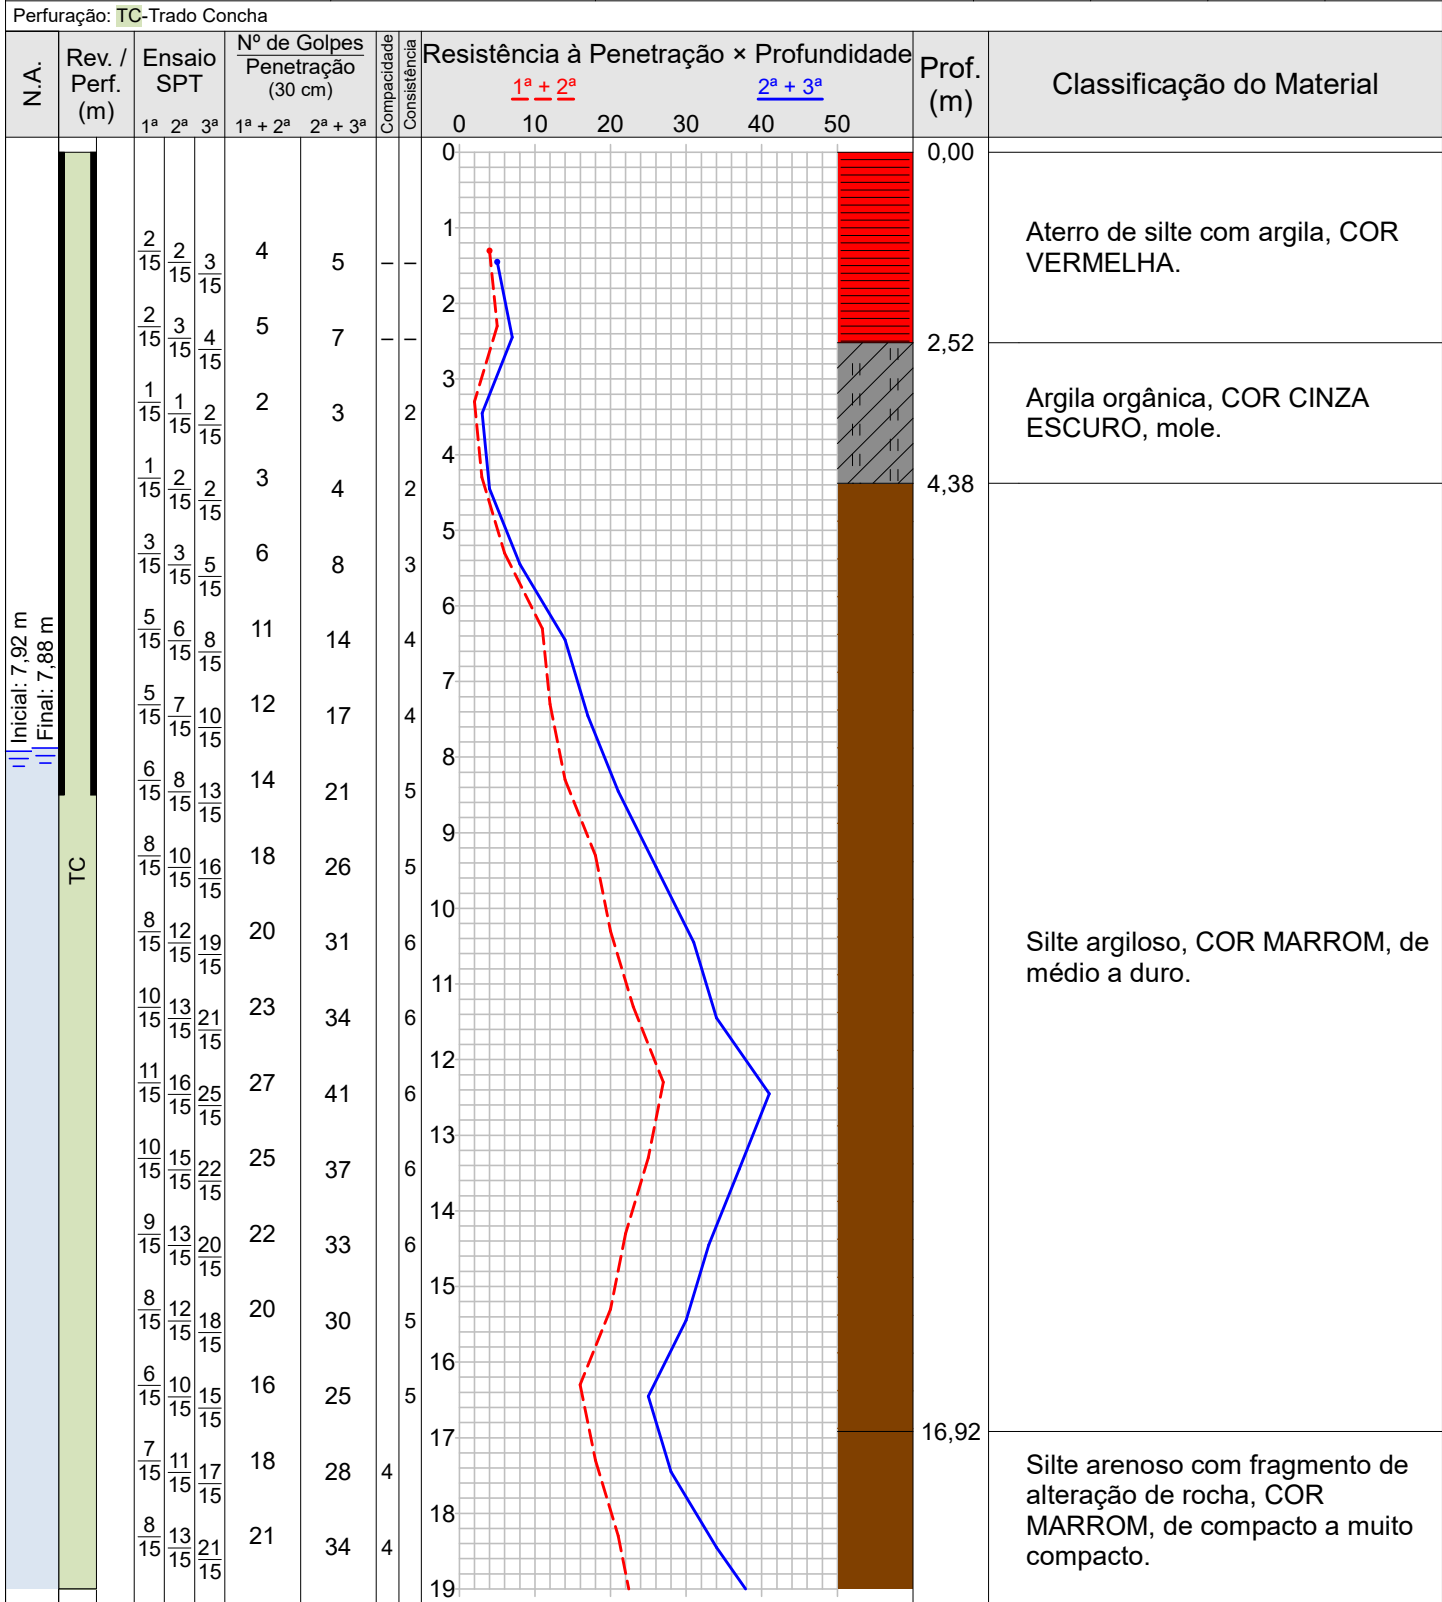 Perfuração: TC-Trado Concha
N.A.
Rev. /
Perf.
(m)
Ensaio
SPT
1ª 2ª 3ª
Nº de Golpes
Penetração
(30 cm)
1ª + 2ª 2ª + 3ª
Compacidade
Consistência
Resistência à Penetração × Profundidade
1ª + 2ª 2ª + 3ª
0 10 20 30 40 50
Prof.
(m)
Classificação do Material
Inicial: 7,92 m
Final: 7,88 m
TC
2/15 2/15 3/15 4 5 – –
2/15 3/15 4/15 5 7 – –
1/15 1/15 2/15 2 3 2
1/15 2/15 2/15 3 4 2
3/15 3/15 5/15 6 8 3
5/15 6/15 8/15 11 14 4
5/15 7/15 10/15 12 17 4
6/15 8/15 13/15 14 21 5
8/15 10/15 16/15 18 26 5
8/15 12/15 19/15 20 31 6
10/15 13/15 21/15 23 34 6
11/15 16/15 25/15 27 41 6
10/15 15/15 22/15 25 37 6
9/15 13/15 20/15 22 33 6
8/15 12/15 18/15 20 30 5
6/15 10/15 15/15 16 25 5
7/15 11/15 17/15 18 28 4
8/15 13/15 21/15 21 34 4
0
1
2
3
4
5
6
7
8
9
10
11
12
13
14
15
16
17
18
19
0,00
Aterro de silte com argila, COR
VERMELHA.
2,52
Argila orgânica, COR CINZA
ESCURO, mole.
4,38
Silte argiloso, COR MARROM, de
médio a duro.
16,92
Silte arenoso com fragmento de
alteração de rocha, COR
MARROM, de compacto a muito
compacto.